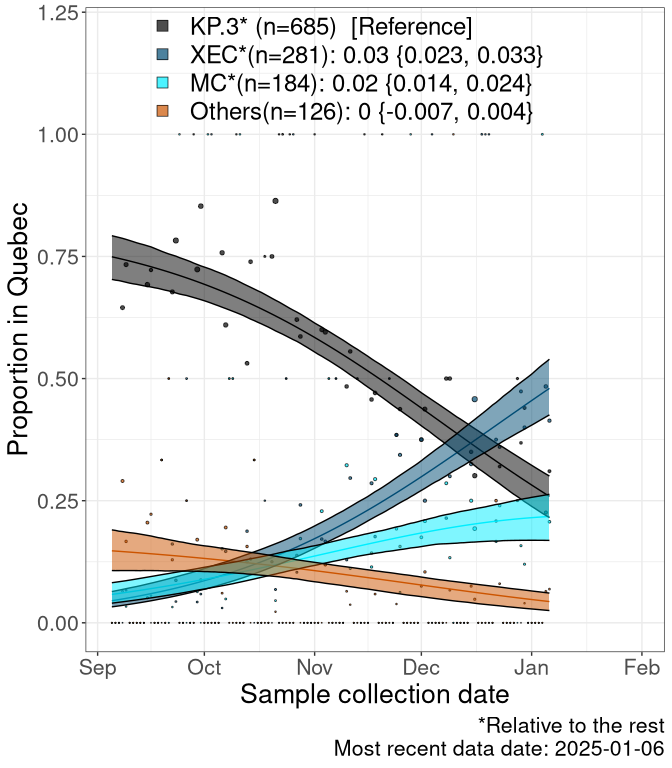 KP.3* (n=685)  [Reference]
XEC*(n=281): 0.03 {0.023, 0.033}
MC*(n=184): 0.02 {0.014, 0.024}
Others(n=126): 0 {-0.007, 0.004}
1.25
1.00
0.75
0.50
0.25
0.00
Proportion in Quebec
Sep Oct Nov Dec Jan Feb
Sample collection date
*Relative to the rest
Most recent data date: 2025-01-06